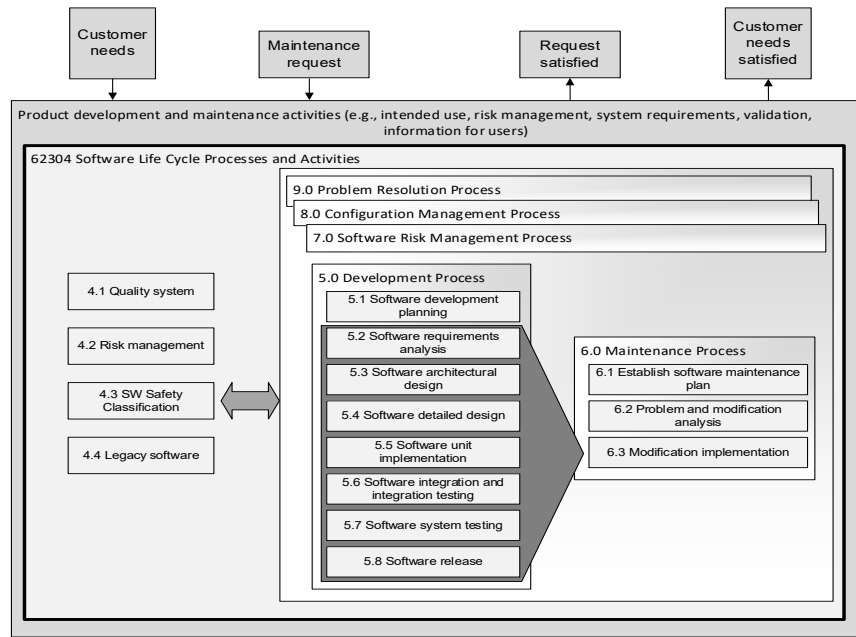 Customer
needs
Maintenance
request
Request
satisfied
Customer
needs
satisfied
Product development and maintenance activities (e.g., intended use, risk management, system requirements, validation,
information for users)
62304 Software Life Cycle Processes and Activities
9.0 Problem Resolution Process
8.0 Configuration Management Process
7.0 Software Risk Management Process
4.1 Quality system
4.2 Risk management
4.3 SW Safety
Classification
4.4 Legacy software
5.0 Development Process
5.1 Software development
planning
5.2 Software requirements
analysis
5.3 Software architectural
design
5.4 Software detailed design
5.5 Software unit
implementation
5.6 Software integration and
integration testing
5.7 Software system testing
5.8 Software release
6.0 Maintenance Process
6.1 Establish software maintenance
plan
6.2 Problem and modification
analysis
6.3 Modification implementation